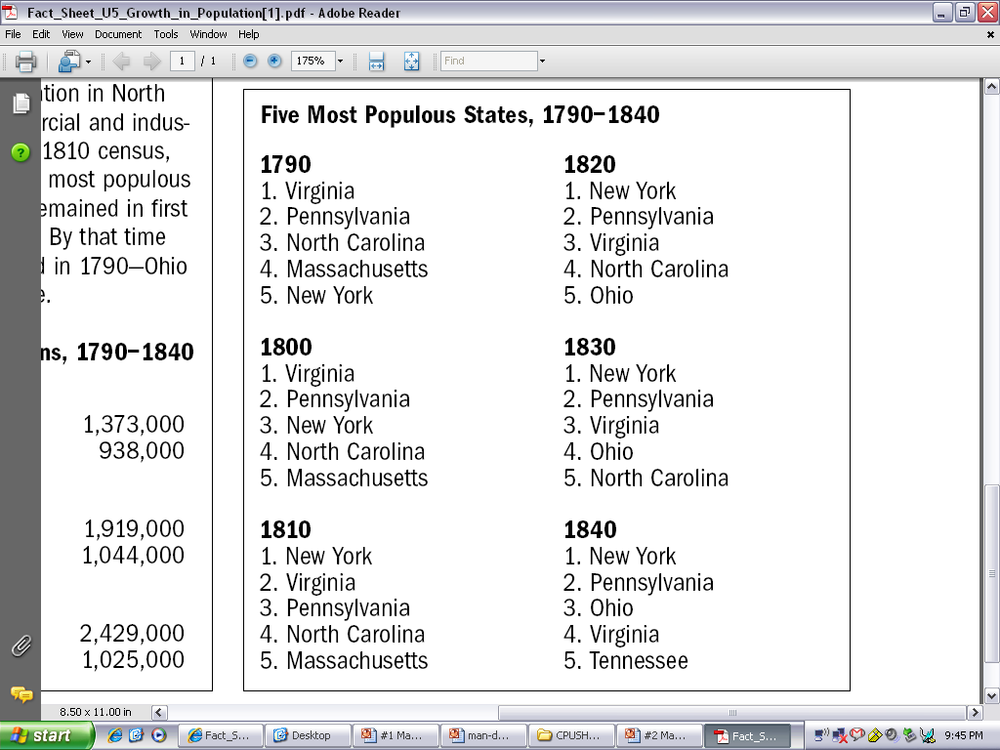 Fact_Sheet_U5_Growth_in_Population[1].pdf - Adobe Reader
File Edit View Document Tools Window Help
1 / 1 175% Find
tion in North
rcial and indus-
1810 census,
most populous
emained in first
By that time
d in 1790—Ohio
e.
ns, 1790–1840
1,373,000
938,000
1,919,000
1,044,000
2,429,000
1,025,000
Five Most Populous States, 1790–1840
1790
1. Virginia
2. Pennsylvania
3. North Carolina
4. Massachusetts
5. New York
1800
1. Virginia
2. Pennsylvania
3. New York
4. North Carolina
5. Massachusetts
1810
1. New York
2. Virginia
3. Pennsylvania
4. North Carolina
5. Massachusetts
1820
1. New York
2. Pennsylvania
3. Virginia
4. North Carolina
5. Ohio
1830
1. New York
2. Pennsylvania
3. Virginia
4. Ohio
5. North Carolina
1840
1. New York
2. Pennsylvania
3. Ohio
4. Virginia
5. Tennessee
8.50 x 11.00 in
start Fact_S... Desktop #1 Ma... man-d... CPUSH... #2 Ma... Fact_S... 9:45 PM